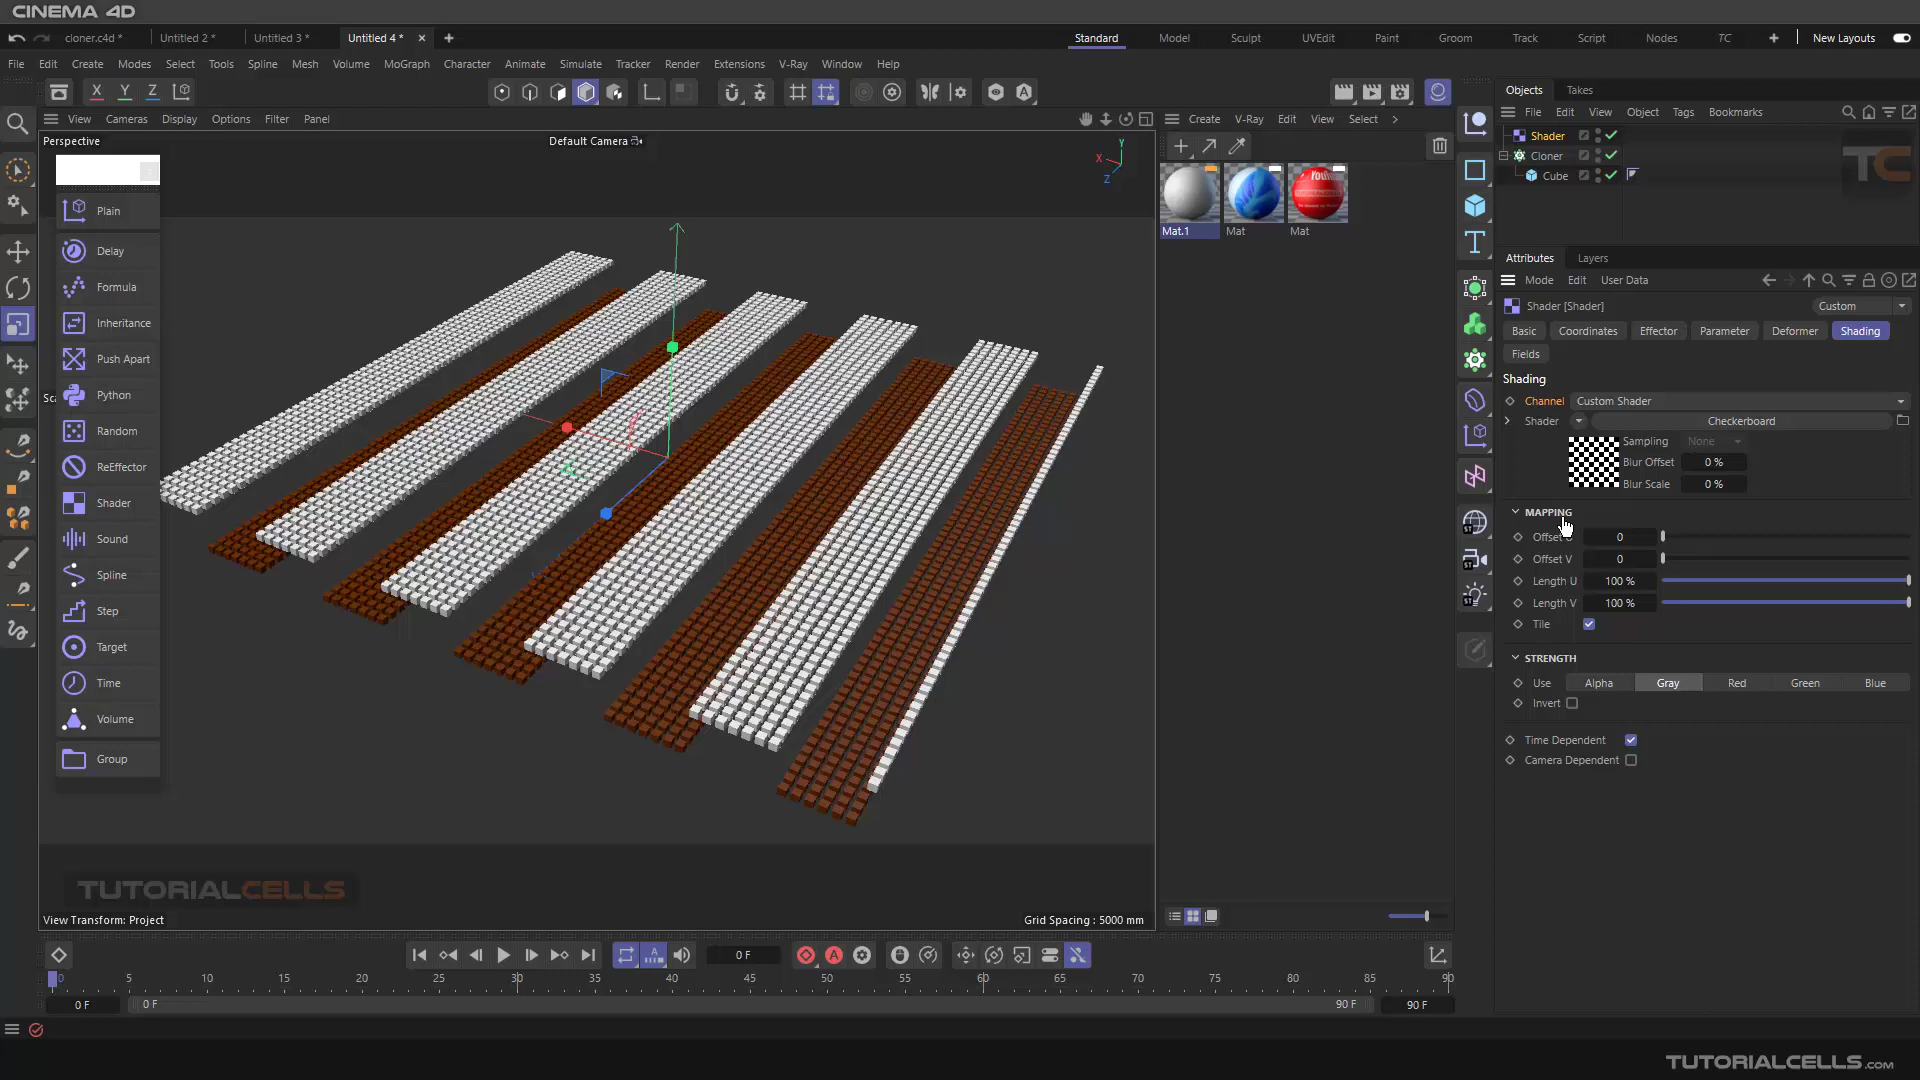 CINEMA 4D
cloner.c4d *
Untitled 2 *
Untitled 3 *
Untitled 4 *
Standard
Model
Sculpt
UVEdit
Paint
Groom
Track
Script
Nodes
TC
New Layouts
File Edit Create Modes Select Tools Spline Mesh Volume MoGraph Character Animate Simulate Tracker Render Extensions V-Ray Window Help
X Y Z
View Cameras Display Options Filter Panel
Create V-Ray Edit View Select
Objects Takes
File Edit View Object Tags Bookmarks
Perspective
Default Camera
Y
X
Z
Shader
Cloner
Cube
TC
Plain
Delay
Formula
Inheritance
Push Apart
Python
Random
ReEffector
Shader
Sound
Spline
Step
Target
Time
Volume
Group
Mat.1
Mat
Mat
Attributes Layers
Mode Edit User Data
Shader [Shader]
Custom
Basic Coordinates Effector Parameter Deformer Shading
Fields
Shading
Channel Custom Shader
Shader Checkerboard
Sampling None
Blur Offset 0 %
Blur Scale 0 %
MAPPING
Offset 0
Offset V 0
Length U 100 %
Length V 100 %
Tile
STRENGTH
Use Alpha Gray Red Green Blue
Invert
Time Dependent
Camera Dependent
TUTORIALCELLS
View Transform: Project
Grid Spacing : 5000 mm
0 F
0 5 10 15 20 25 30 35 40 45 50 55 60 65 70 75 80 85 90
0 F
0 F
90 F
90 F
TUTORIALCELLS.COM